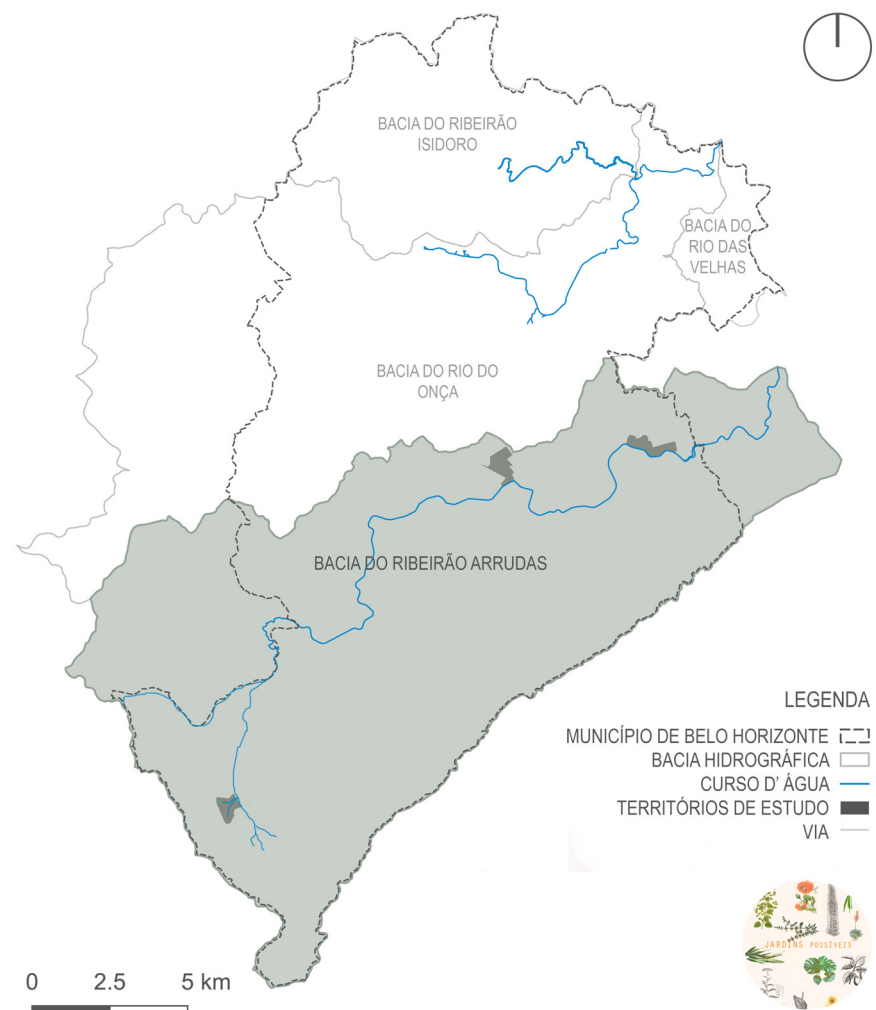 BACIA DO RIBEIRÃO
ISIDORO
BACIA DO
RIO DAS
VELHAS
BACIA DO RIO DO
ONÇA
BACIA DO RIBEIRÃO ARRUDAS
LEGENDA
MUNICÍPIO DE BELO HORIZONTE
BACIA HIDROGRÁFICA
CURSO D' ÁGUA
TERRITÓRIOS DE ESTUDO
VIA
JARDINS POSSÍVEIS
0 2.5 5 km